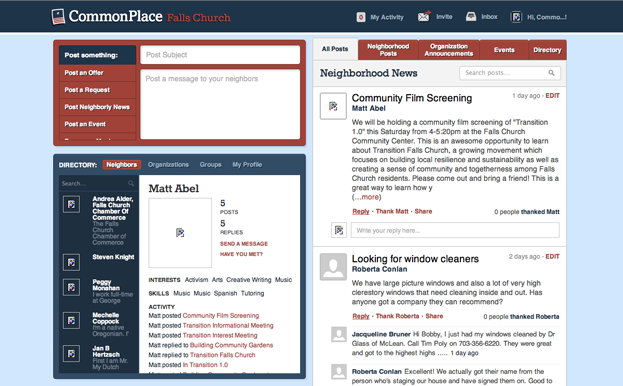 CommonPlace Falls Church
0 My Activity
Invite
Inbox
Hi, Commo...!
Post something:
Post an Offer
Post a Request
Post Neighborly News
Post an Event
Post Subject
Post a message to your neighbors
DIRECTORY: Neighbors Organizations Groups My Profile
Search...
Andrea Alder,
Falls Church
Chamber Of
Commerce
The Falls
Church
Chamber of
Commerce
Steven Knight
Peggy
Monahan
I work full-time
at George
Mechelle
Coppock
I'm a native
Oregonian. I'
Jan B
Hertzsch
First I am Mr.
My Dutch
Matt Abel
5
POSTS
5
REPLIES
SEND A MESSAGE
HAVE YOU MET?
INTERESTS Activism Arts Creative Writing Music
SKILLS Music Music Spanish Tutoring
ACTIVITY
Matt posted Community Film Screening
Matt posted Transition Informational Meeting
Matt posted Transition Interest Meeting
Matt replied to Building Community Gardens
Matt replied to Transition Falls Church
Matt posted In Transition 1.0
All Posts
Neighborhood
Posts
Organization
Announcements
Events
Directory
Neighborhood News
Search posts...
Community Film Screening
1 day ago - EDIT
Matt Abel
We will be holding a community film screening of "Transition
1.0" this Saturday from 4-5:20pm at the Falls Church
Community Center. This is an awesome opportunity to learn
about Transition Falls Church, a growing movement which
focuses on building local resilience and sustainability as well as
creating a sense of community and togetherness among Falls
Church residents. Please come out and bring a friend! This is a
great way to learn how y
(...more)
Reply - Thank Matt - Share
0 people thanked Matt
Write your reply here...
Looking for window cleaners
2 days ago - EDIT
Roberta Conlan
We have large picture windows and also a lot of very high
clerestory windows that need cleaning inside and out. Has
anyone got a company they can recommend?
Reply - Thank Roberta - Share
0 people thanked Roberta
Jacqueline Bruner Hi Bobby, I just had my windows cleaned by Dr
Glass of McLean. Call Tim Poly on 703-356-6220. They were great
and got to the highest highs ..... 1 day ago
Roberta Conlan Excellent! We actually got their name from the
person who's staging our house and have signed them on. Good to